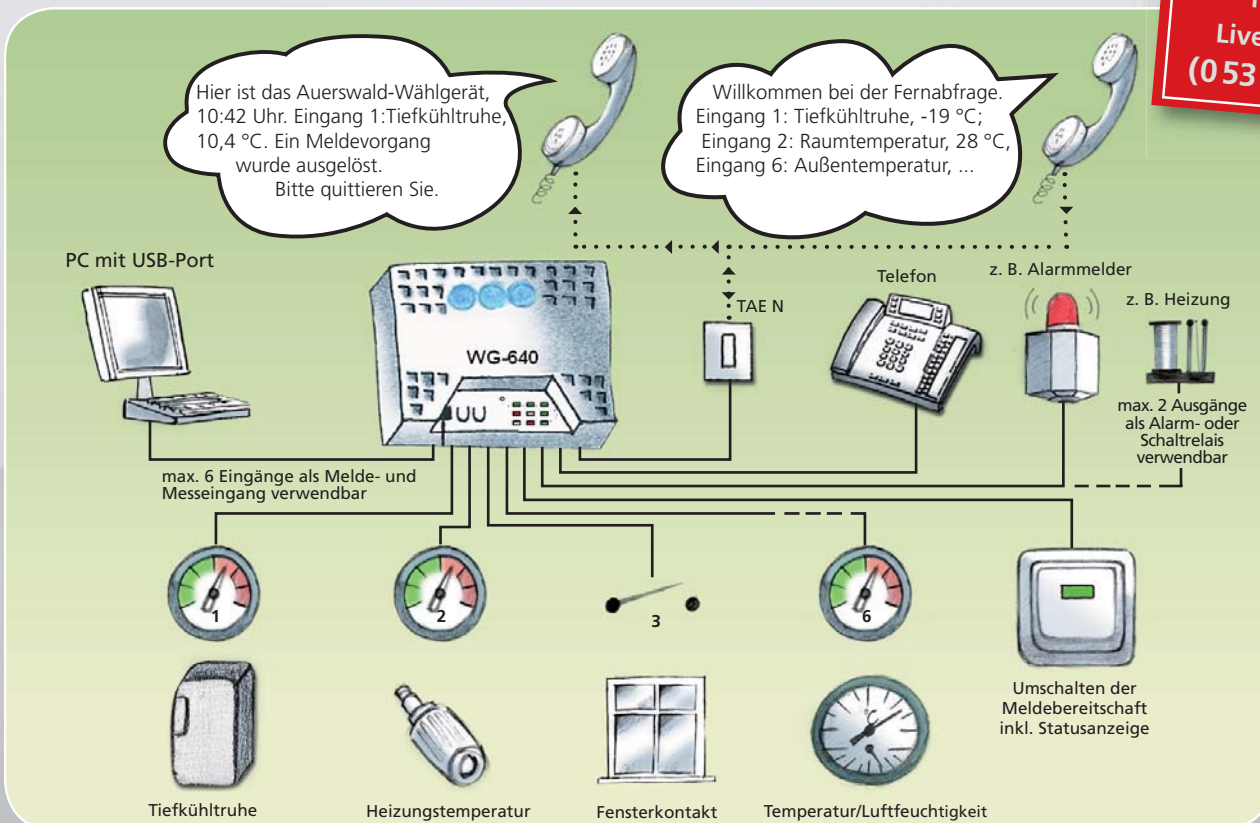 Live
(0 53
Hier ist das Auerswald-Wählgerät,
10:42 Uhr. Eingang 1:Tiefkühltruhe,
10,4 °C. Ein Meldevorgang
wurde ausgelöst.
Bitte quittieren Sie.
Willkommen bei der Fernabfrage.
Eingang 1: Tiefkühltruhe, -19 °C;
Eingang 2: Raumtemperatur, 28 °C,
Eingang 6: Außentemperatur, ...
PC mit USB-Port
WG-640
TAE N
Telefon
z. B. Alarmmelder
z. B. Heizung
max. 2 Ausgänge
als Alarm- oder
Schaltrelais
verwendbar
max. 6 Eingänge als Melde- und
Messeingang verwendbar
1
2
3
6
°C
Umschalten der
Meldebereitschaft
inkl. Statusanzeige
Tiefkühltruhe
Heizungstemperatur
Fensterkontakt
Temperatur/Luftfeuchtigkeit